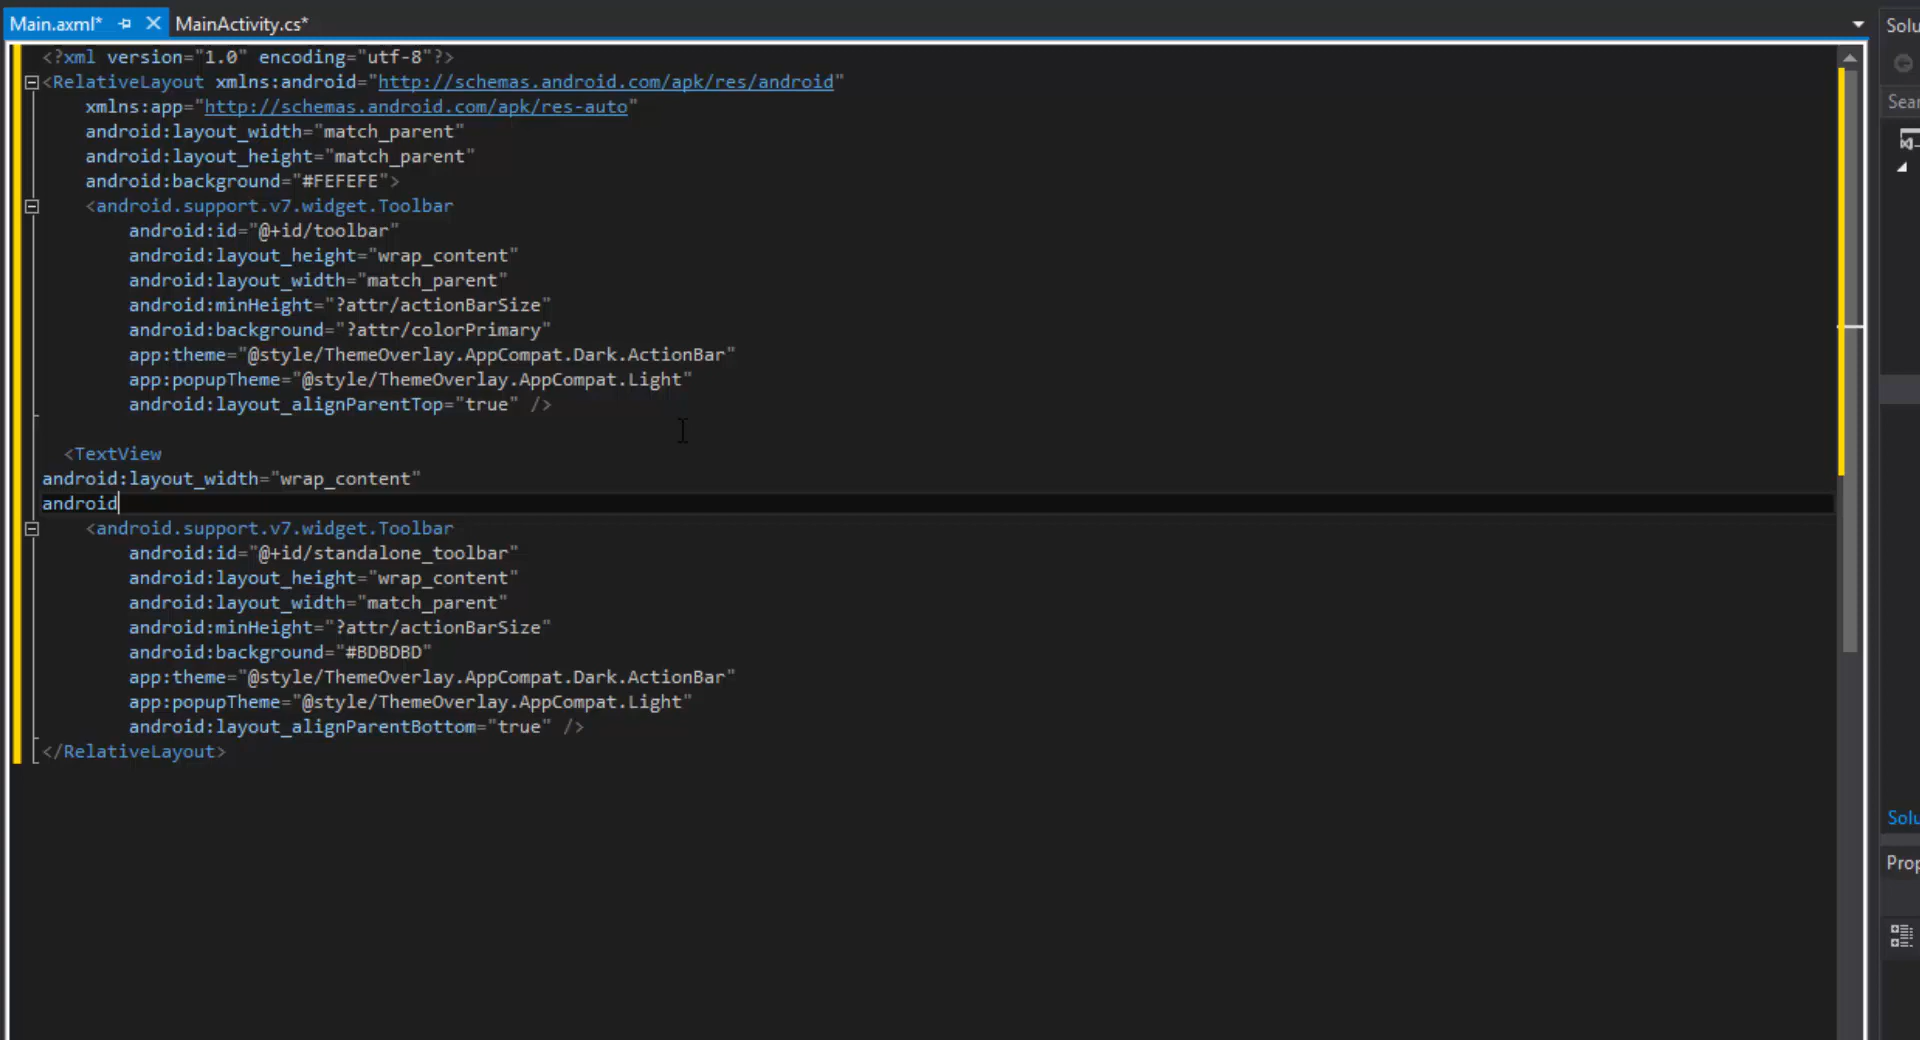 Main.axml* MainActivity.cs*
Solu
<?xml version="1.0" encoding="utf-8"?>
<RelativeLayout xmlns:android="http://schemas.android.com/apk/res/android"
xmlns:app="http://schemas.android.com/apk/res-auto"
Sear
android:layout_width="match_parent"
android:layout_height="match_parent"
android:background="#FEFEFE">
<android.support.v7.widget.Toolbar
android:id="@+id/toolbar"
android:layout_height="wrap_content"
android:layout_width="match_parent"
android:minHeight="?attr/actionBarSize"
android:background="?attr/colorPrimary"
app:theme="@style/ThemeOverlay.AppCompat.Dark.ActionBar"
app:popupTheme="@style/ThemeOverlay.AppCompat.Light"
android:layout_alignParentTop="true" />
<TextView
android:layout_width="wrap_content"
android
<android.support.v7.widget.Toolbar
android:id="@+id/standalone_toolbar"
android:layout_height="wrap_content"
android:layout_width="match_parent"
android:minHeight="?attr/actionBarSize"
android:background="#BDBDBD"
app:theme="@style/ThemeOverlay.AppCompat.Dark.ActionBar"
app:popupTheme="@style/ThemeOverlay.AppCompat.Light"
android:layout_alignParentBottom="true" />
</RelativeLayout>
Solu
Prop